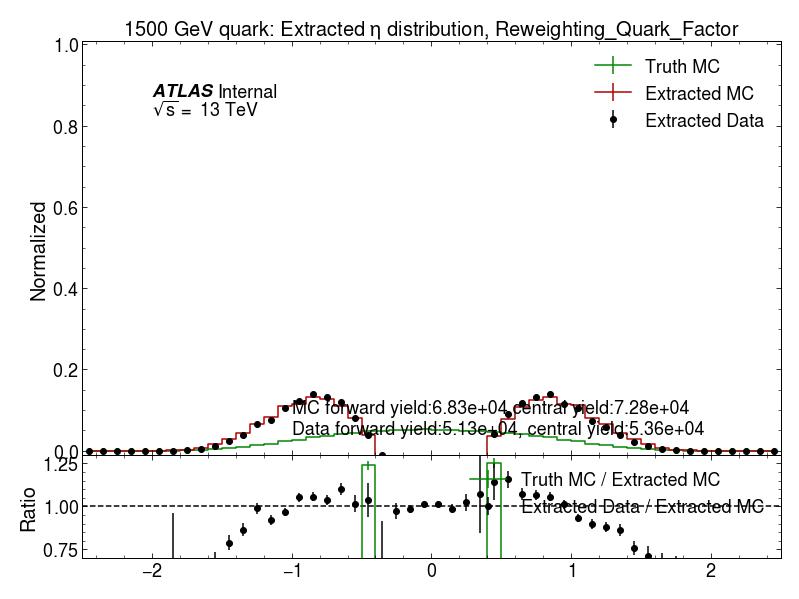 1500 GeV quark: Extracted η distribution, Reweighting_Quark_Factor
1.0
0.8
0.6
0.4
0.2
0.0
Normalized
ATLAS Internal
√s = 13 TeV
Truth MC
Extracted MC
Extracted Data
MC forward yield:6.83e+04,central yield:7.28e+04
Data forward yield:5.13e+04, central yield:5.36e+04
1.25
1.00
0.75
Ratio
Truth MC / Extracted MC
Extracted Data / Extracted MC
−2
−1
0
1
2